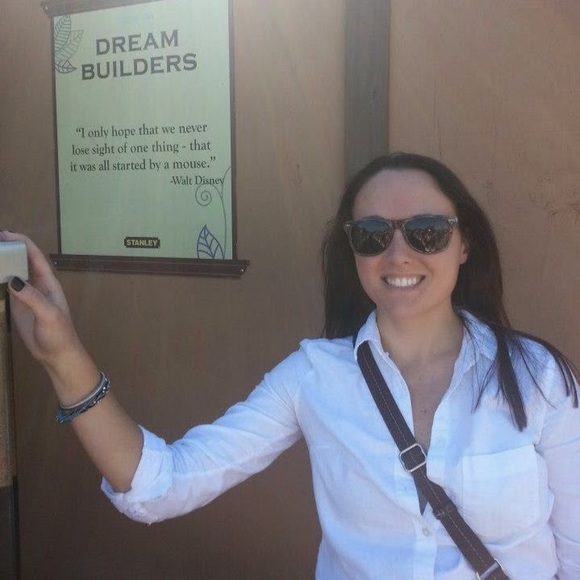 DREAM
BUILDERS
“I only hope that we never
lose sight of one thing - that
it was all started by a mouse.”
-Walt Disney
STANLEY